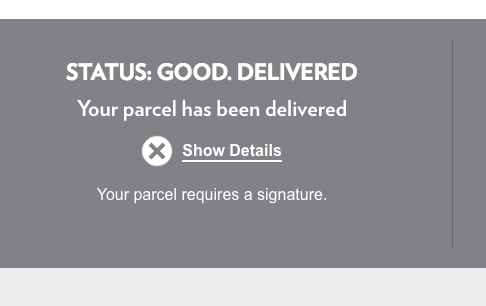 STATUS: GOOD. DELIVERED
Your parcel has been delivered
Show Details
Your parcel requires a signature.